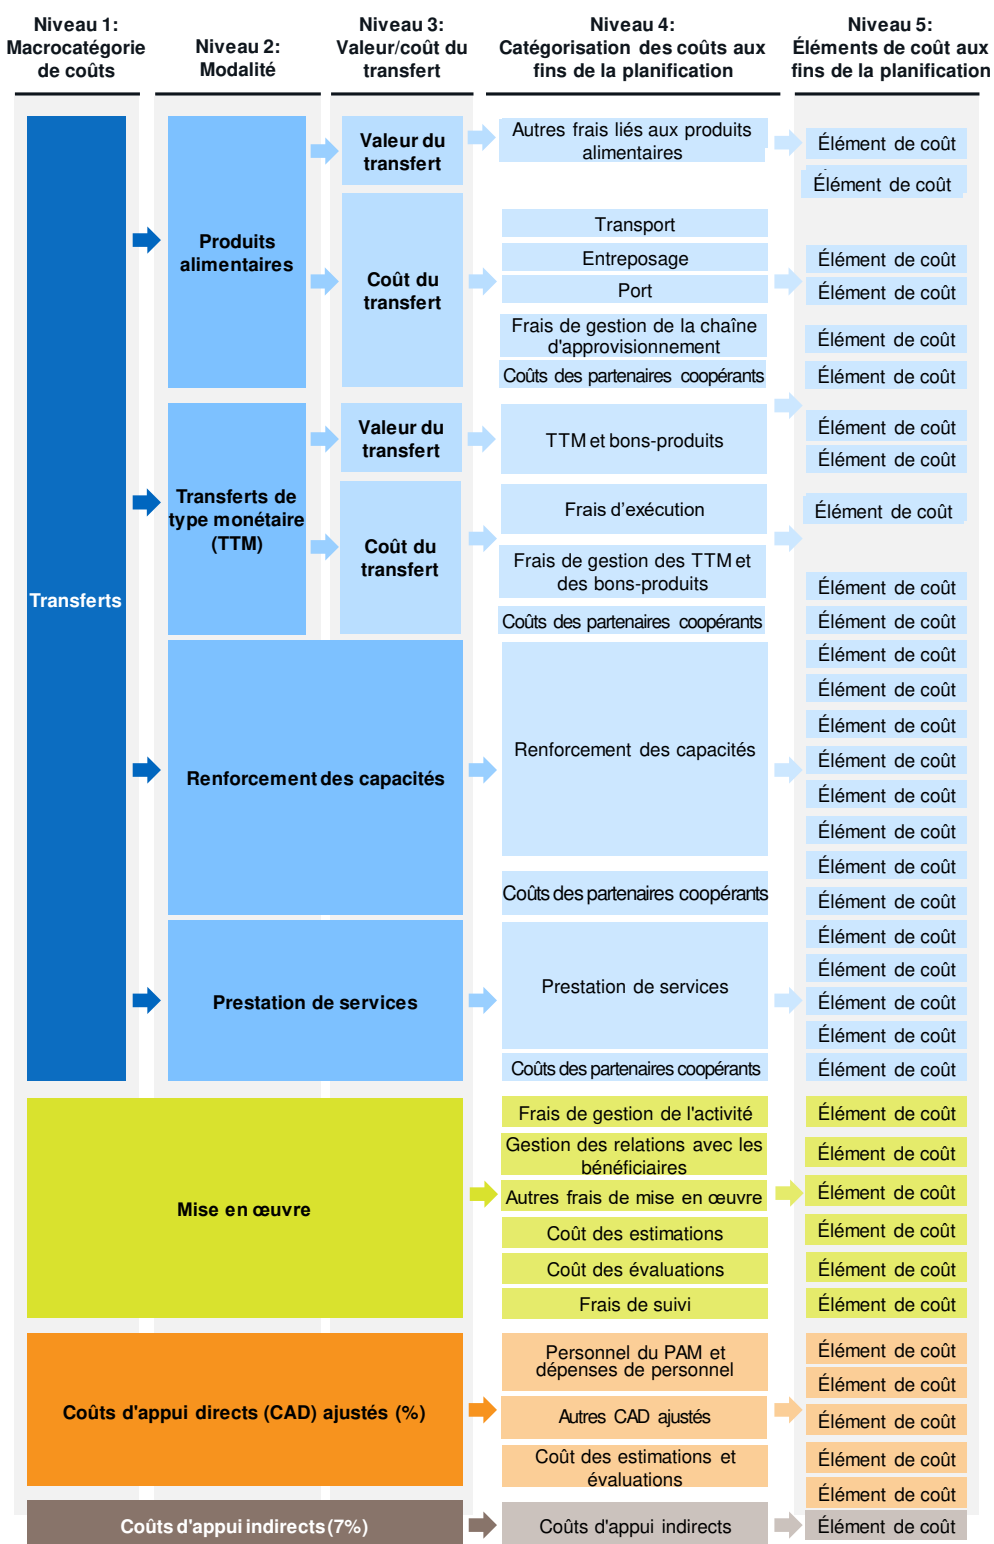 Niveau 1:
Macrocatégorie
de coûts
Niveau 2:
Modalité
Niveau 3:
Valeur/coût du
transfert
Niveau 4:
Catégorisation des coûts aux
fins de la planification
Niveau 5:
Éléments de coût aux
fins de la planification
Transferts
Produits
alimentaires
Valeur du
transfert
Autres frais liés aux produits
alimentaires
Élément de coût
Élément de coût
Coût du
transfert
Transport
Entreposage
Port
Frais de gestion de la chaîne
d'approvisionnement
Coûts des partenaires coopérants
Élément de coût
Élément de coût
Élément de coût
Élément de coût
Transferts de
type monétaire
(TTM)
Valeur du
transfert
TTM et bons-produits
Élément de coût
Élément de coût
Coût du
transfert
Frais d'exécution
Frais de gestion des TTM et
des bons-produits
Coûts des partenaires coopérants
Élément de coût
Élément de coût
Élément de coût
Renforcement des capacités
Renforcement des capacités
Coûts des partenaires coopérants
Élément de coût
Élément de coût
Élément de coût
Élément de coût
Élément de coût
Élément de coût
Élément de coût
Élément de coût
Prestation de services
Prestation de services
Coûts des partenaires coopérants
Élément de coût
Élément de coût
Élément de coût
Élément de coût
Élément de coût
Mise en œuvre
Frais de gestion de l'activité
Gestion des relations avec les
bénéficiaires
Autres frais de mise en œuvre
Coût des estimations
Coût des évaluations
Frais de suivi
Élément de coût
Élément de coût
Élément de coût
Élément de coût
Élément de coût
Élément de coût
Coûts d'appui directs (CAD) ajustés (%)
Personnel du PAM et
dépenses de personnel
Autres CAD ajustés
Coût des estimations et
évaluations
Élément de coût
Élément de coût
Élément de coût
Élément de coût
Élément de coût
Coûts d'appui indirects (7%)
Coûts d'appui indirects
Élément de coût